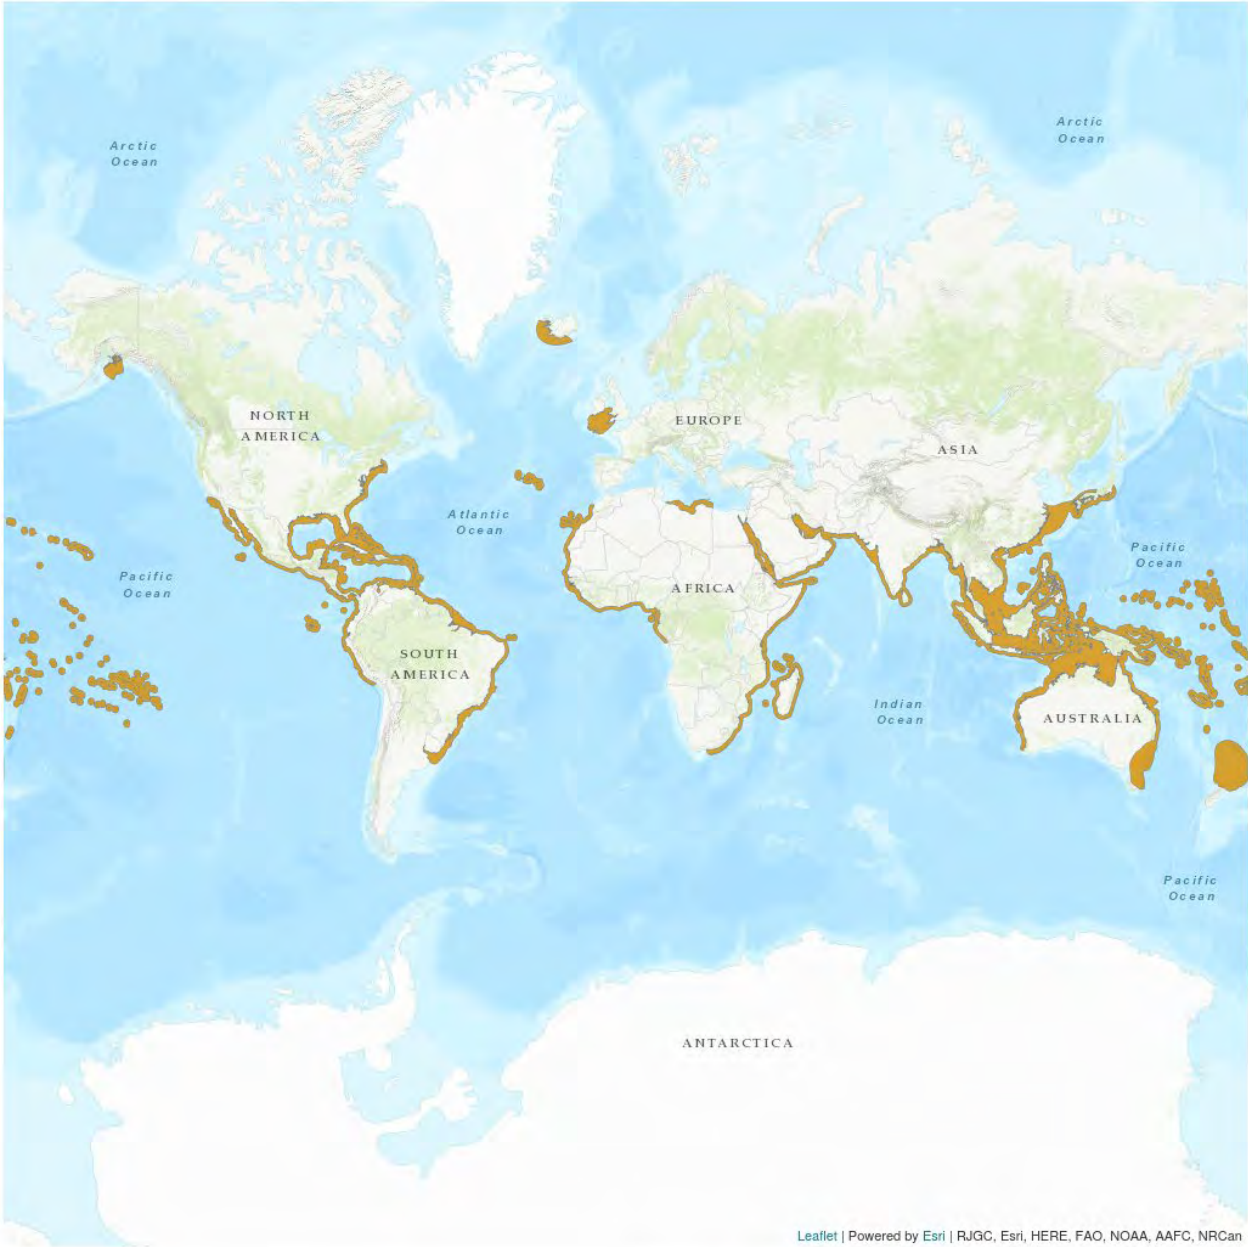 Arctic
Ocean
Arctic
Ocean
NORTH
AMERICA
EUROPE
ASIA
Atlantic
Ocean
Pacific
Ocean
Pacific
Ocean
AFRICA
SOUTH
AMERICA
Indian
Ocean
AUSTRALIA
Pacific
Ocean
ANTARCTICA
Leaflet | Powered by Esri | RJGC, Esri, HERE, FAO, NOAA, AAFC, NRCan